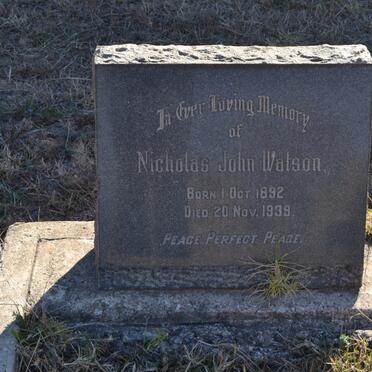 In Ever Loving Memory
of
Nicholas John Watson,
Born 1 Oct. 1892
Died 20 Nov. 1939.
Peace Perfect Peace.